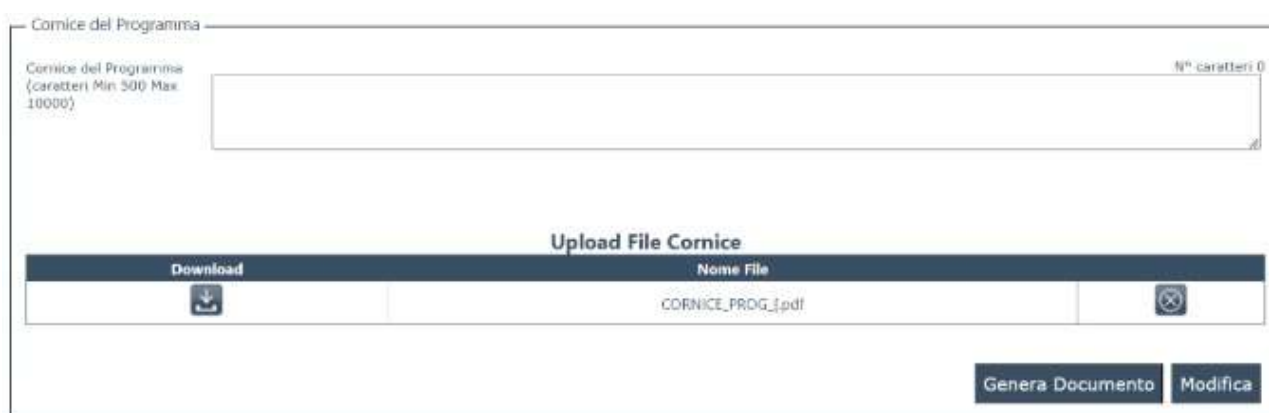 Cornice del Programma
Cornice del Programma
(caratteri Min 500 Max
10000)
N° caratteri 0
Upload File Cornice
Download
Nome File
CORNICE_PROG_[.pdf
Genera Documento
Modifica